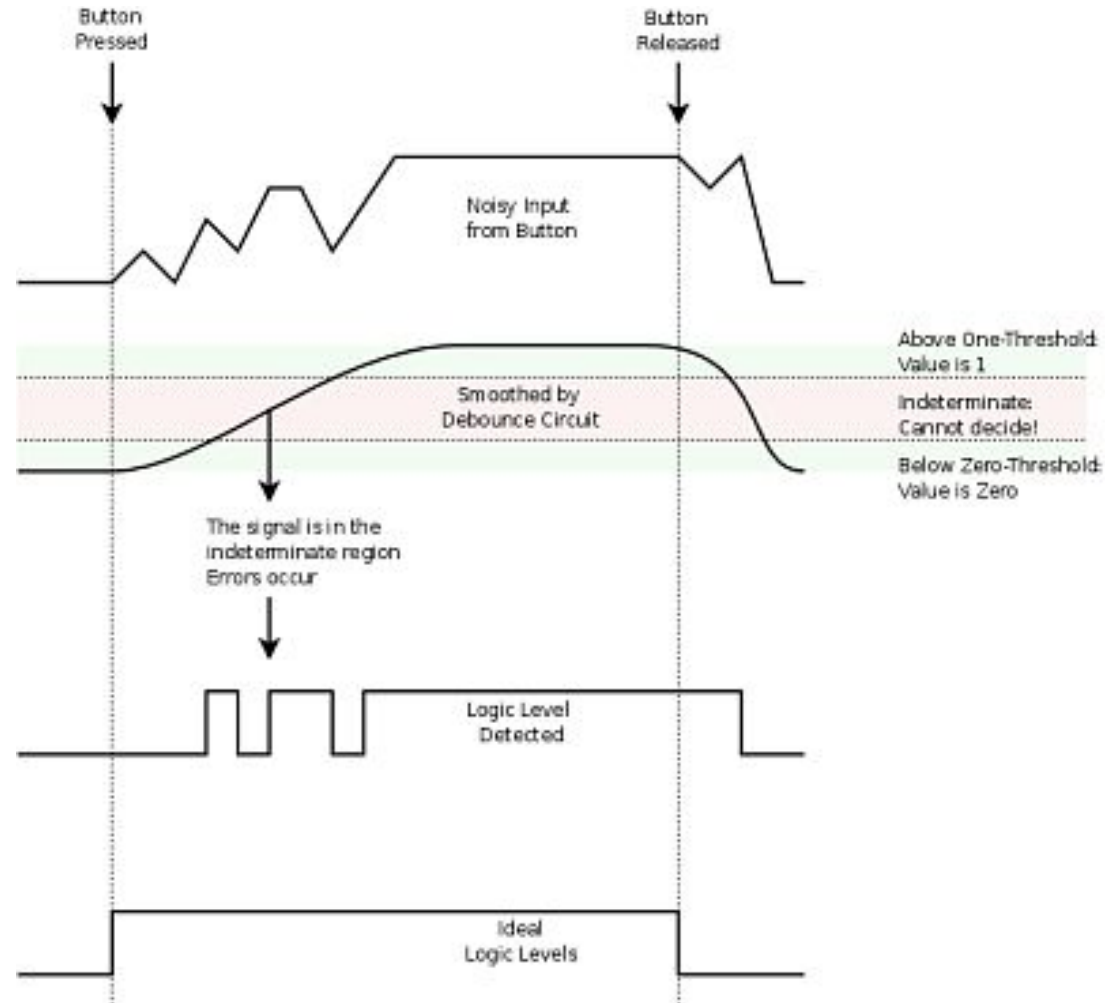 Button
Pressed
Button
Released
Noisy Input
from Button
Above One-Threshold:
Value is 1
Smoothed by
Debounce Circuit
Indeterminate:
Cannot decide!
Below Zero-Threshold:
Value is Zero
The signal is in the
indeterminate region
Errors occur
Logic Level
Detected
Ideal
Logic Levels